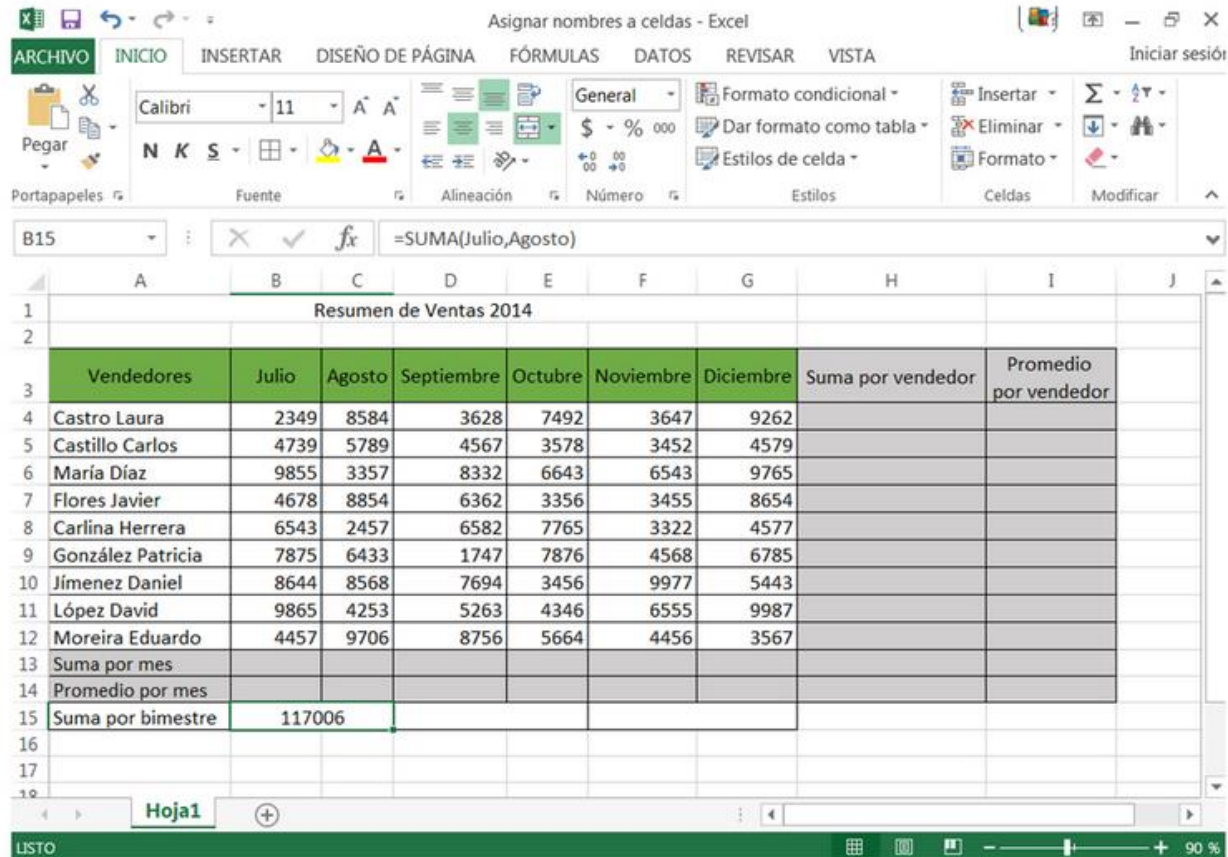 Asignar nombres a celdas - Excel
ARCHIVO INICIO INSERTAR DISEÑO DE PÁGINA FÓRMULAS DATOS REVISAR VISTA Iniciar sesión
Calibri 11 A A General Formato condicional Insertar Σ
Pegar $ % 000 Dar formato como tabla Eliminar
N K S A Estilos de celda Formato
Portapapeles Fuente Alineación Número Estilos Celdas Modificar
B15 fx =SUMA(Julio,Agosto)
A B C D E F G H I J
1 Resumen de Ventas 2014
2
3 Vendedores Julio Agosto Septiembre Octubre Noviembre Diciembre Suma por vendedor Promedio por vendedor
4 Castro Laura 2349 8584 3628 7492 3647 9262
5 Castillo Carlos 4739 5789 4567 3578 3452 4579
6 María Díaz 9855 3357 8332 6643 6543 9765
7 Flores Javier 4678 8854 6362 3356 3455 8654
8 Carlina Herrera 6543 2457 6582 7765 3322 4577
9 González Patricia 7875 6433 1747 7876 4568 6785
10 Jímenez Daniel 8644 8568 7694 3456 9977 5443
11 López David 9865 4253 5263 4346 6555 9987
12 Moreira Eduardo 4457 9706 8756 5664 4456 3567
13 Suma por mes
14 Promedio por mes
15 Suma por bimestre 117006
16
17
18
Hoja1
LISTO 90 %